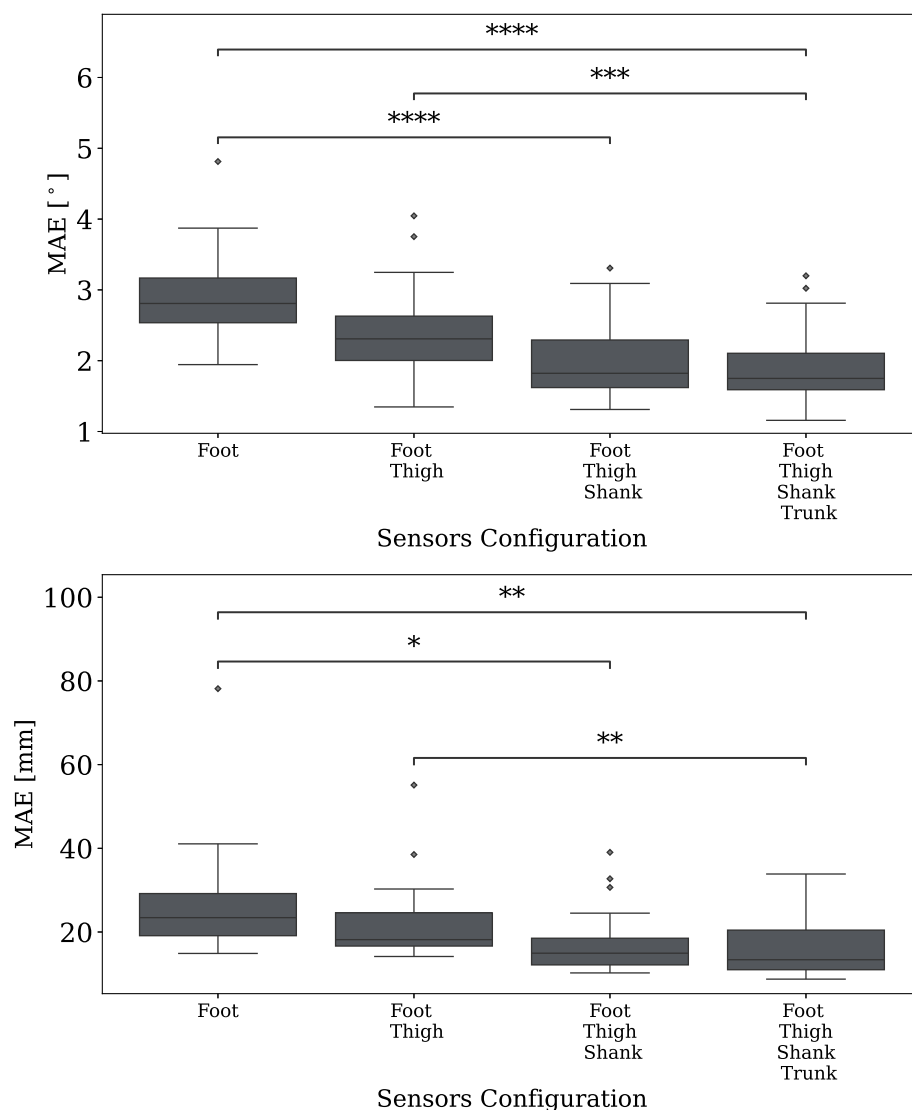 ****
***
****
6
5
4
3
2
1
MAE [°]
Foot
Foot
Thigh
Foot
Thigh
Shank
Foot
Thigh
Shank
Trunk
Sensors Configuration
**
*
**
100
80
60
40
20
MAE [mm]
Foot
Foot
Thigh
Foot
Thigh
Shank
Foot
Thigh
Shank
Trunk
Sensors Configuration